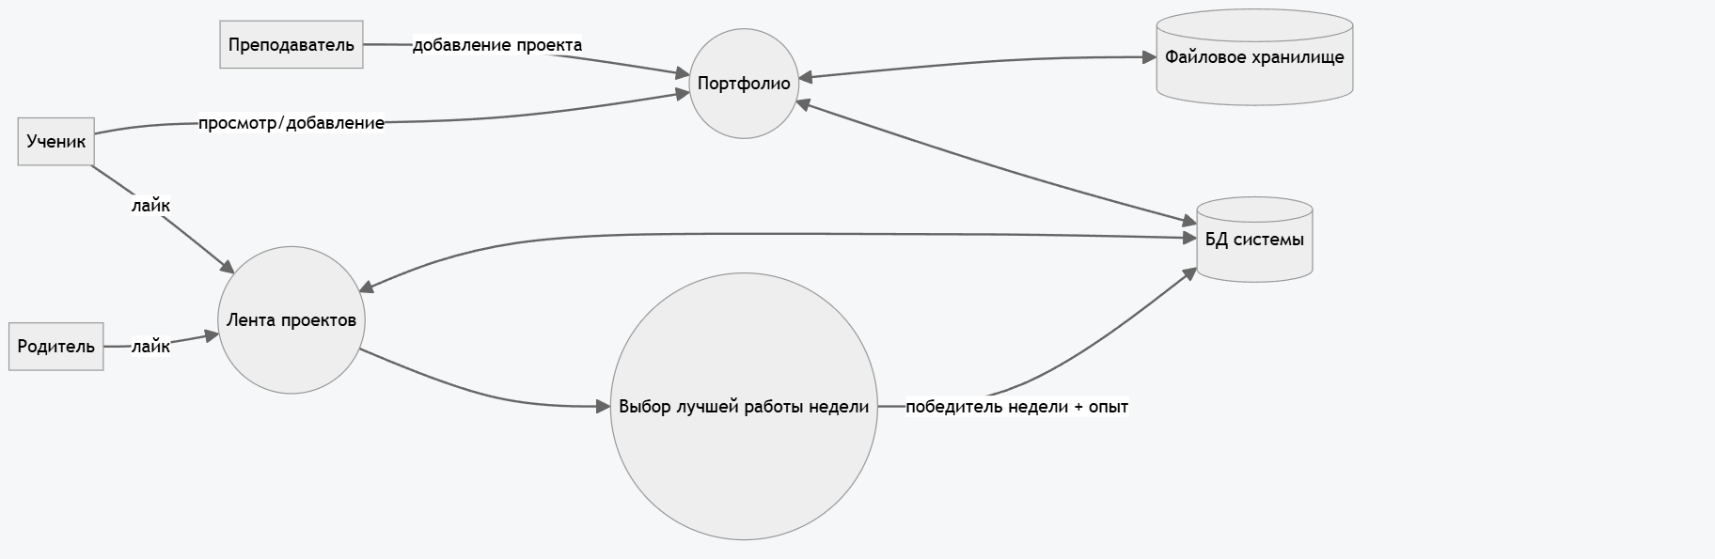 Преподаватель
добавление проекта
Портфолио
Файловое хранилище
Ученик
просмотр/добавление
лайк
БД системы
Лента проектов
Родитель
лайк
Выбор лучшей работы недели
победитель недели + опыт